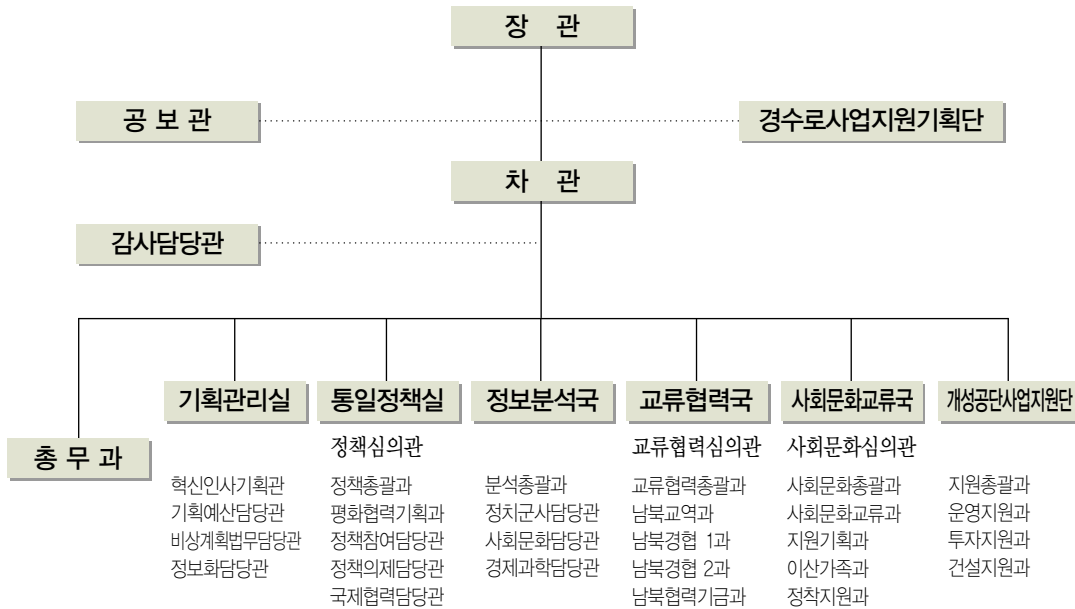 장 관
공 보 관
경수로사업지원기획단
차 관
감사담당관
총 무 과
기획관리실
혁신인사기획관
기획예산담당관
비상계획법무담당관
정보화담당관
통일정책실
정책심의관
정책총괄과
평화협력기획과
정책참여담당관
정책의제담당관
국제협력담당관
정보분석국
분석총괄과
정치군사담당관
사회문화담당관
경제과학담당관
교류협력국
교류협력심의관
교류협력총괄과
남북교역과
남북경협 1과
남북경협 2과
남북협력기금과
사회문화교류국
사회문화심의관
사회문화총괄과
사회문화교류과
지원기획과
이산가족과
정착지원과
개성공단사업지원단
지원총괄과
운영지원과
투자지원과
건설지원과